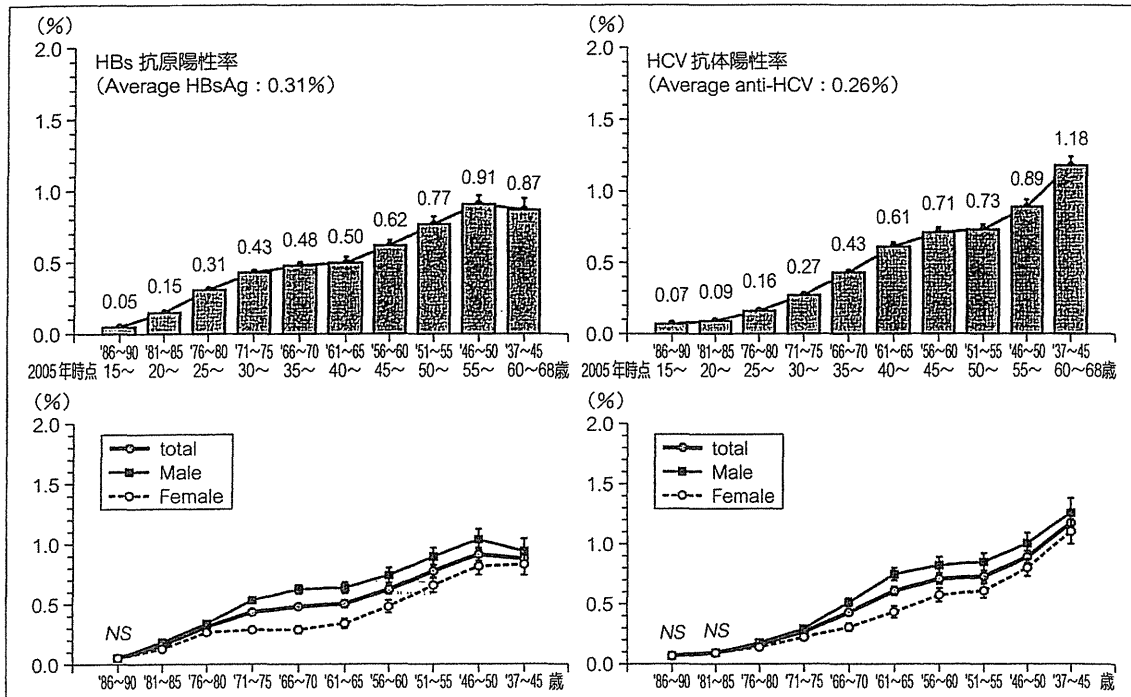 (%)
2.0
1.5
1.0
0.5
0.0
HBs 抗原陽性率
(Average HBsAg：0.31%)
0.05 0.15 0.31 0.43 0.48 0.50 0.62 0.77 0.91 0.87
'86~90 '81~85 '76~80 '71~75 '66~70 '61~65 '56~60 '51~55 '46~50 '37~45
2005年時点 15~ 20~ 25~ 30~ 35~ 40~ 45~ 50~ 55~ 60~68歳
(%)
2.0
1.5
1.0
0.5
0.0
HCV 抗体陽性率
(Average anti-HCV：0.26%)
0.07 0.09 0.16 0.27 0.43 0.61 0.71 0.73 0.89 1.18
'86~90 '81~85 '76~80 '71~75 '66~70 '61~65 '56~60 '51~55 '46~50 '37~45
15~ 20~ 25~ 30~ 35~ 40~ 45~ 50~ 55~ 60~68歳
(%)
2.0
1.5
1.0
0.5
0.0
total
Male
Female
NS
'86~90 '81~85 '76~80 '71~75 '66~70 '61~65 '56~60 '51~55 '46~50 '37~45 歳
(%)
2.0
1.5
1.0
0.5
0.0
total
Male
Female
NS NS
'86~90 '81~85 '76~80 '71~75 '66~70 '61~65 '56~60 '51~55 '46~50 '37~45 歳